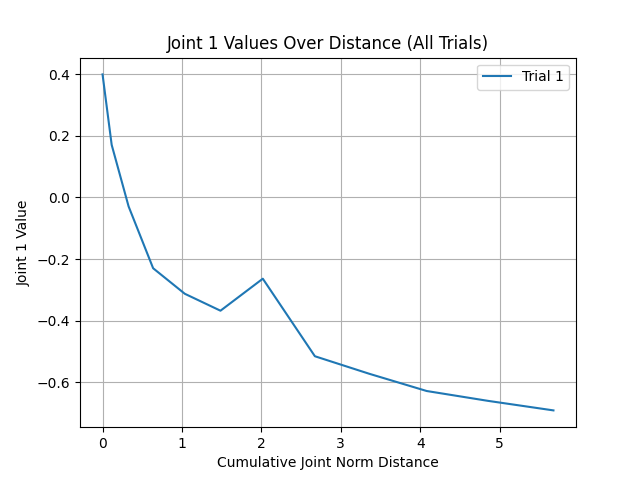 Joint 1 Values Over Distance (All Trials)
Trial 1
Joint 1 Value
0.4
0.2
0.0
−0.2
−0.4
−0.6
0 1 2 3 4 5
Cumulative Joint Norm Distance